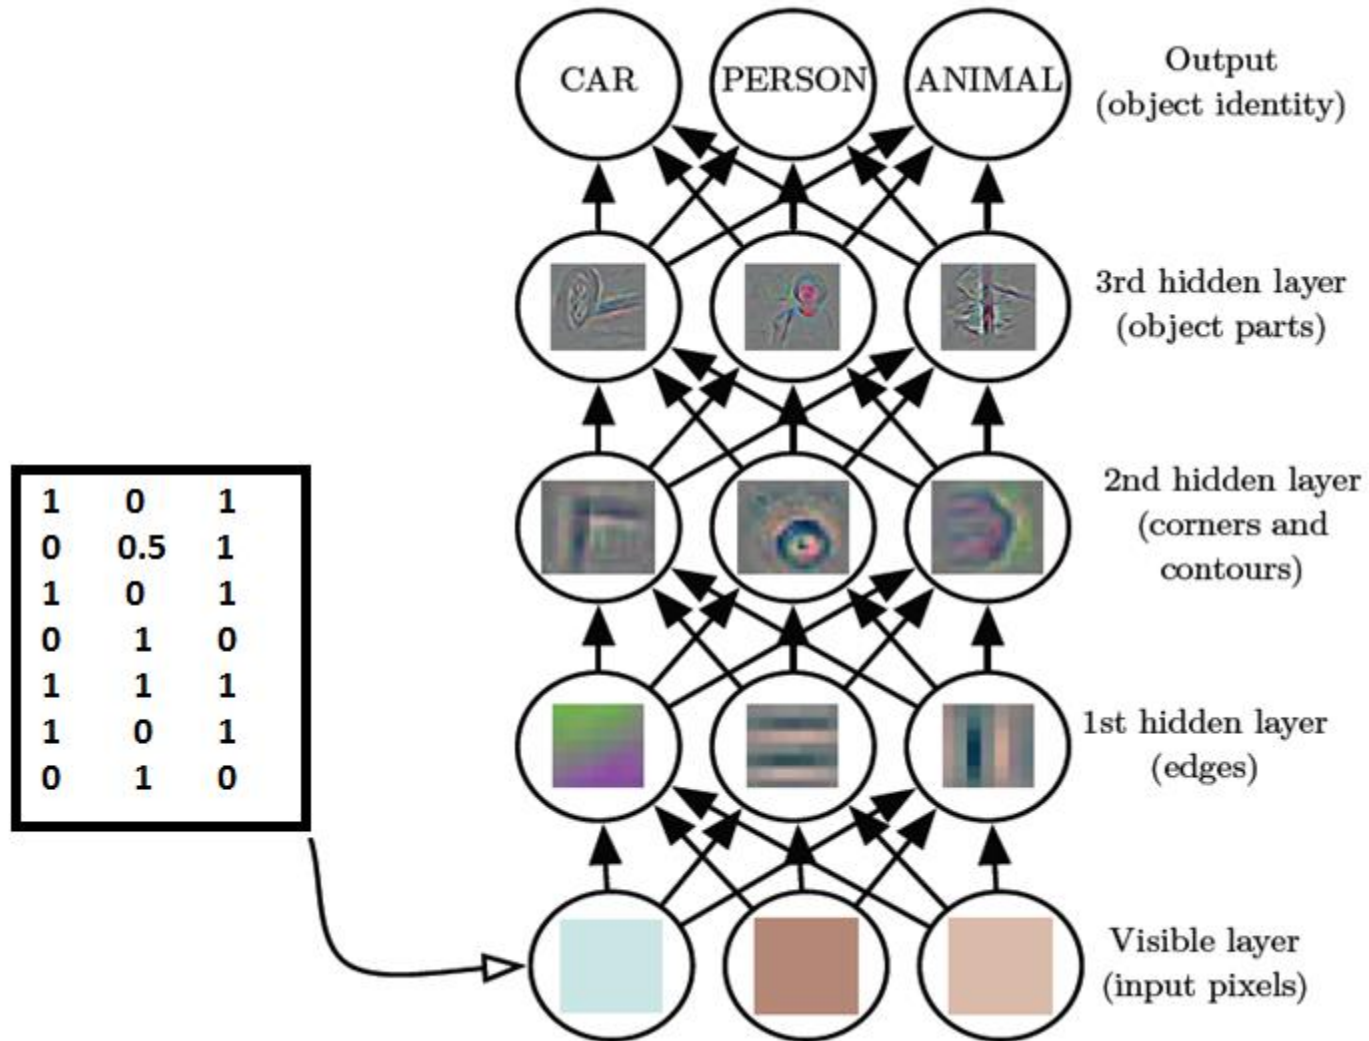 CAR PERSON ANIMAL
Output
(object identity)
3rd hidden layer
(object parts)
2nd hidden layer
(corners and
contours)
1 0 1
0 0.5 1
1 0 1
0 1 0
1 1 1
1 0 1
0 1 0
1st hidden layer
(edges)
Visible layer
(input pixels)